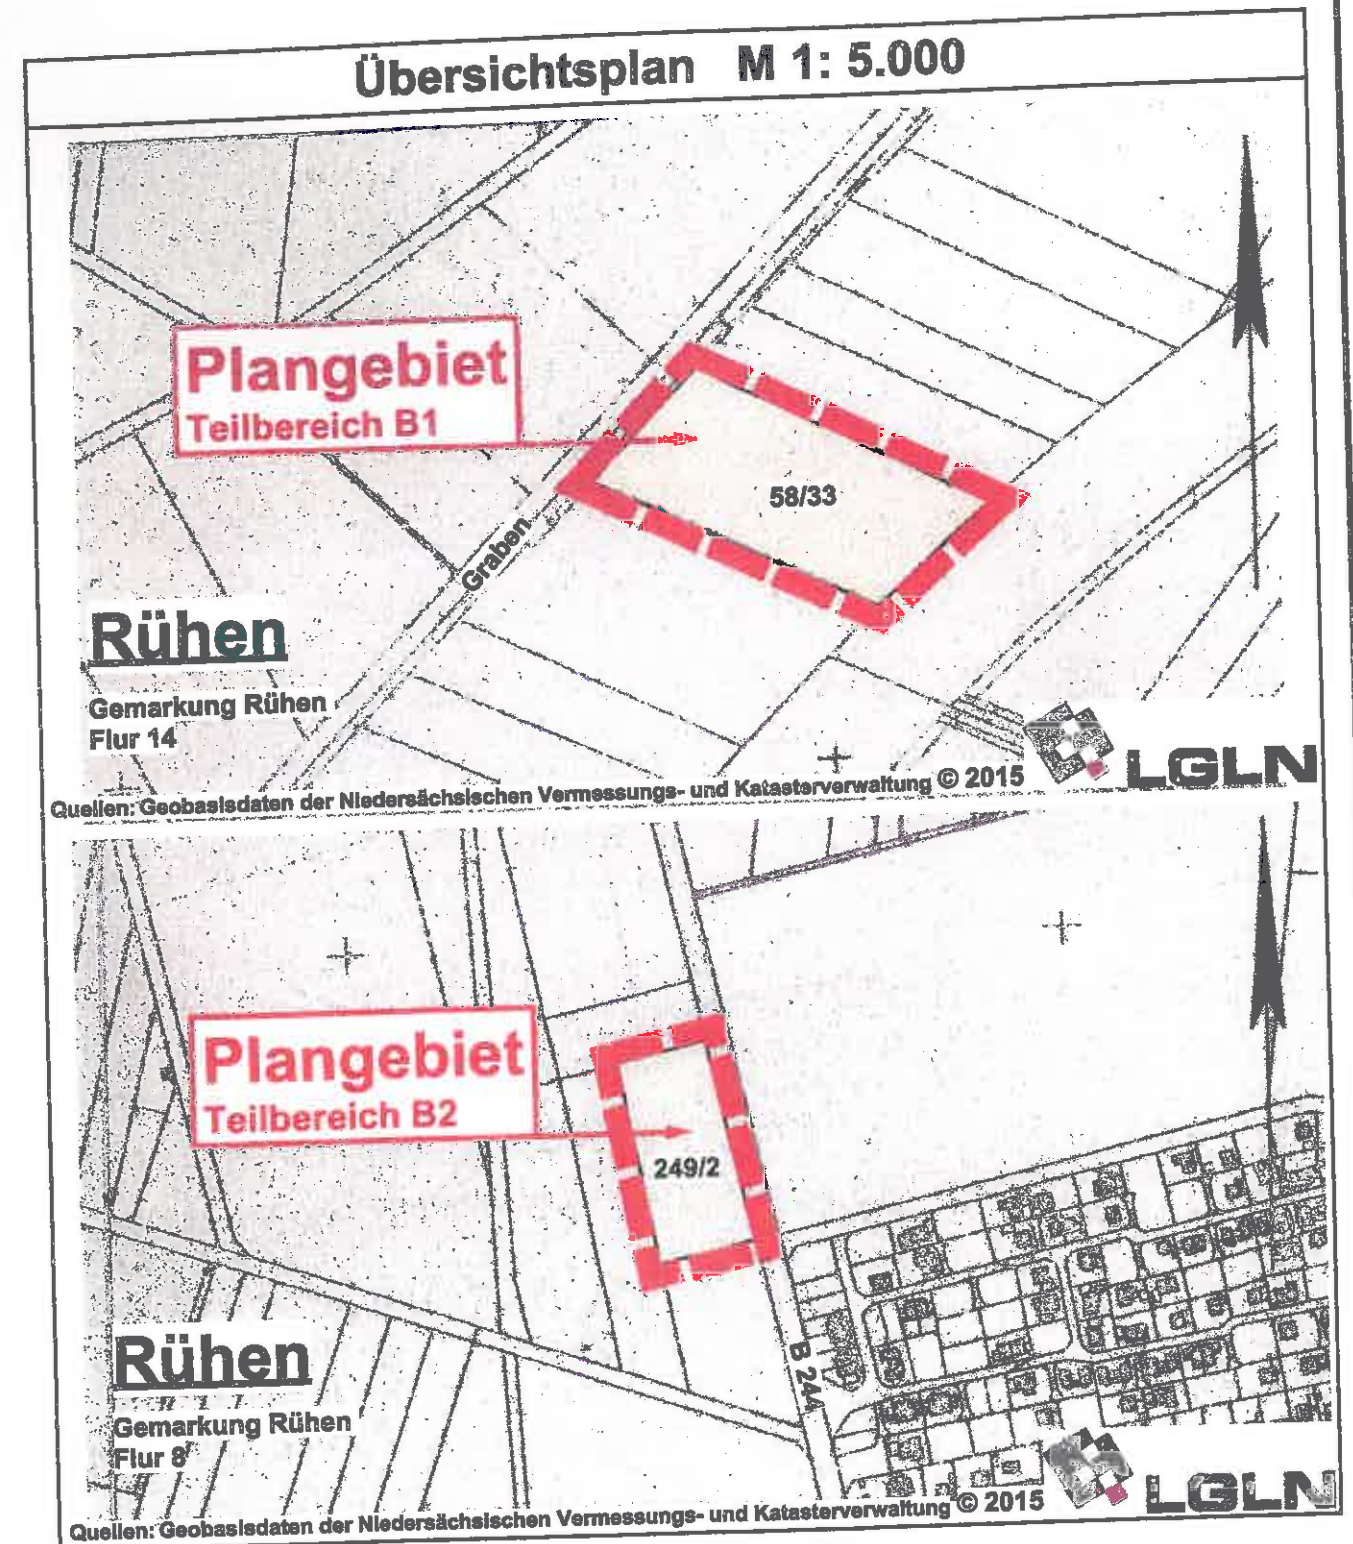 Übersichtsplan M 1: 5.000
Plangebiet
Teilbereich B1
58/33
Graben
Rühen
Gemarkung Rühen
Flur 14
LGLN
Quellen: Geobasisdaten der Niedersächsischen Vermessungs- und Katasterverwaltung © 2015
Plangebiet
Teilbereich B2
249/2
B 244
Rühen
Gemarkung Rühen
Flur 8
LGLN
Quellen: Geobasisdaten der Niedersächsischen Vermessungs- und Katasterverwaltung © 2015